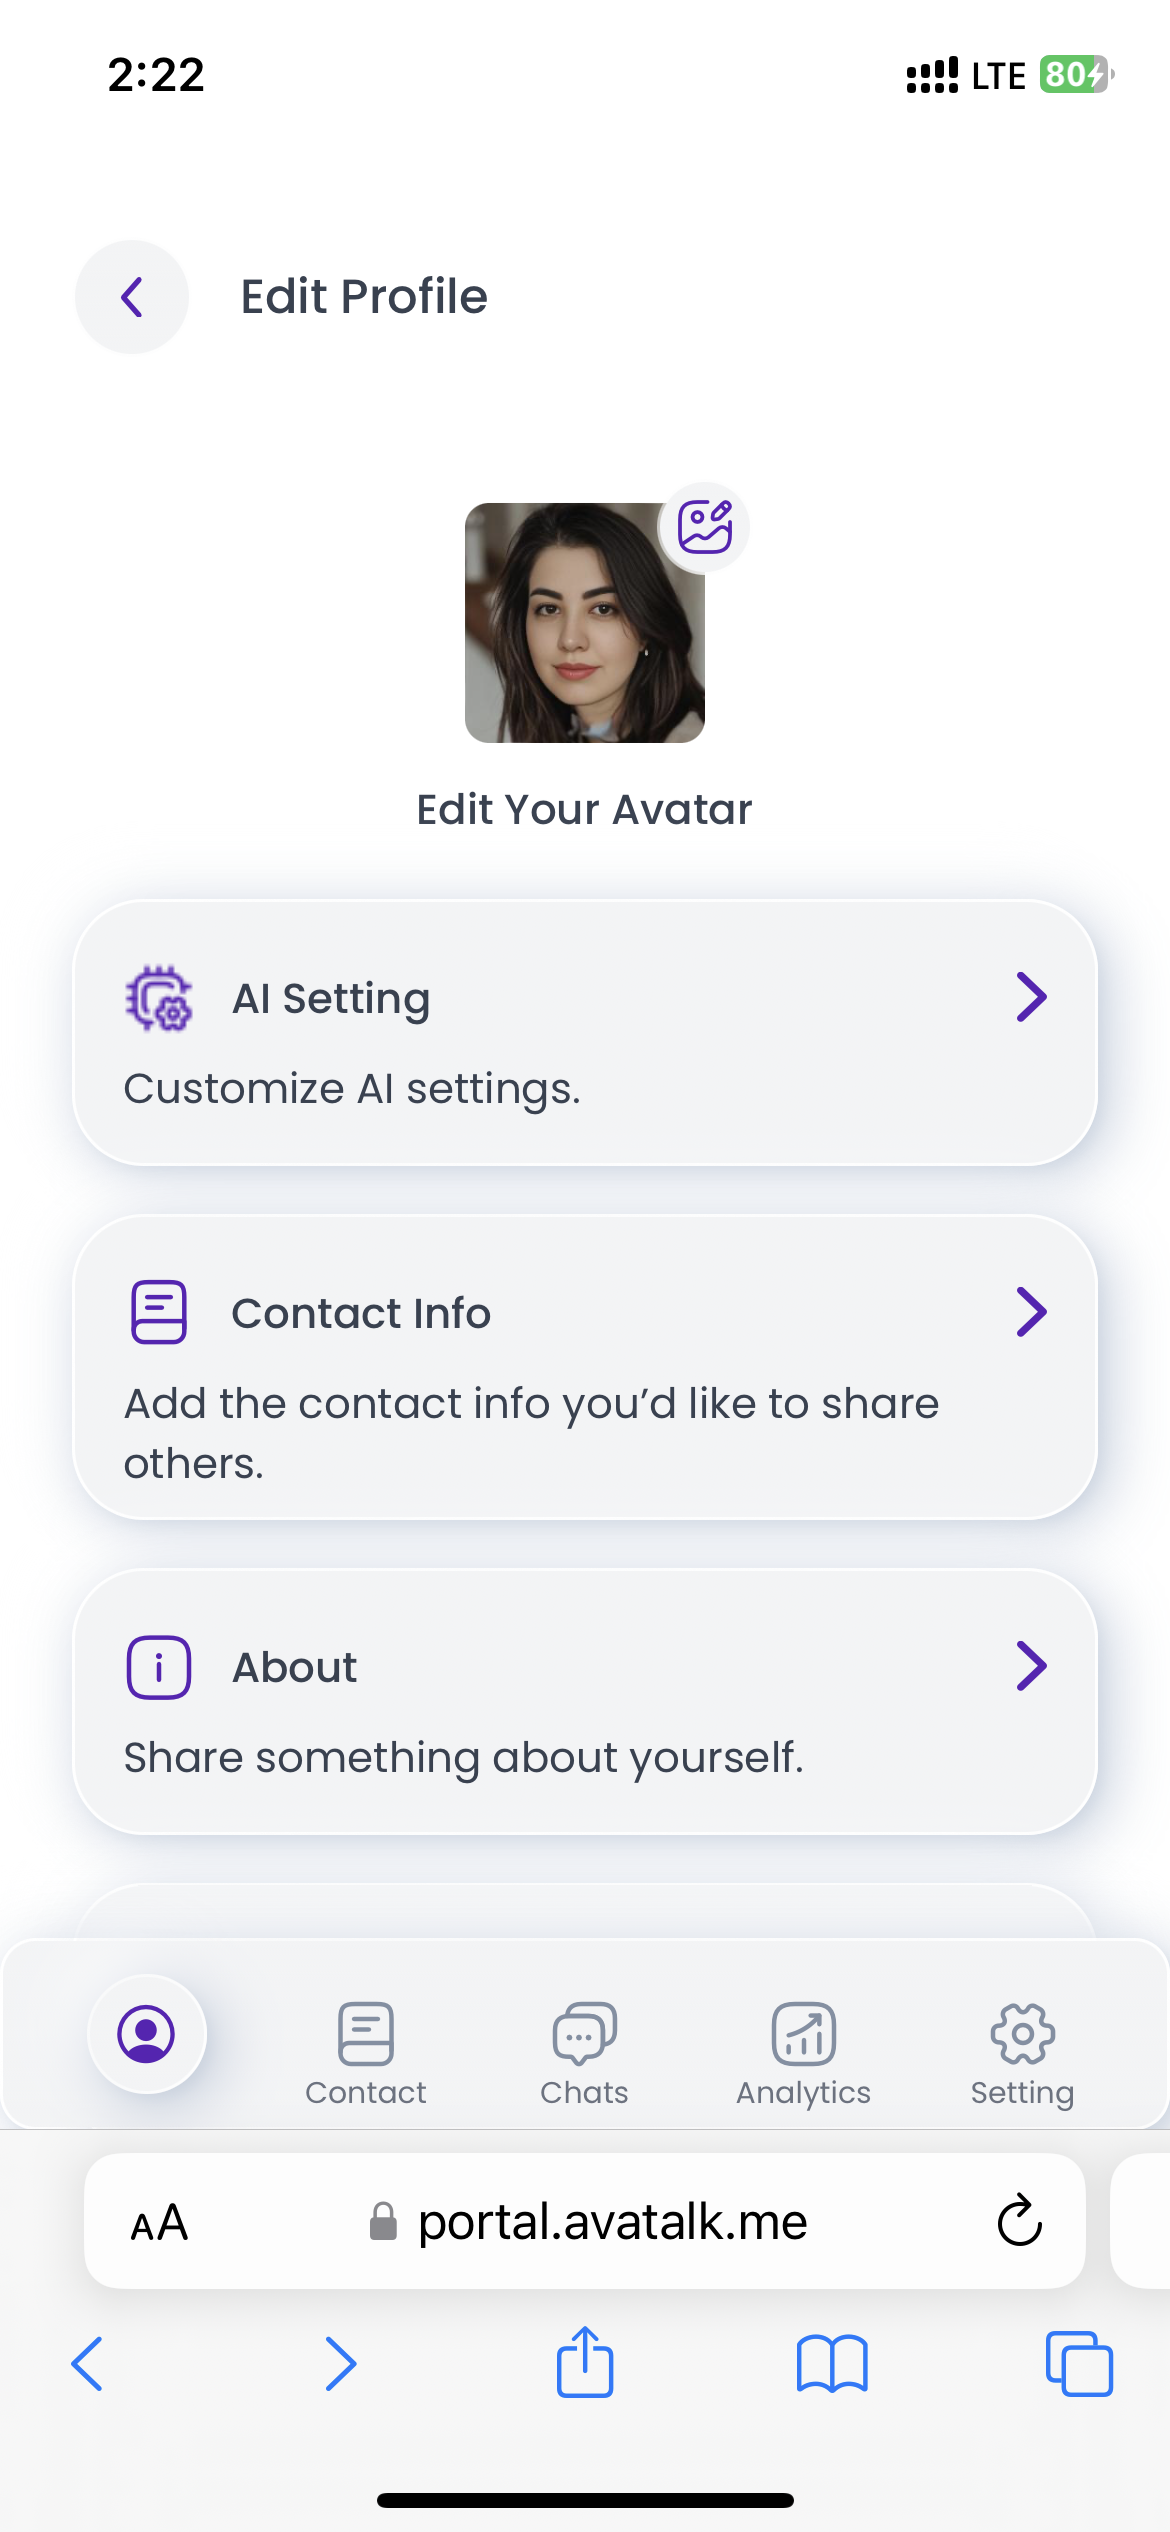 2:22
LTE 80
Edit Profile
Edit Your Avatar
AI Setting
Customize AI settings.
Contact Info
Add the contact info you’d like to share
others.
About
Share something about yourself.
Contact
Chats
Analytics
Setting
AA
portal.avatalk.me